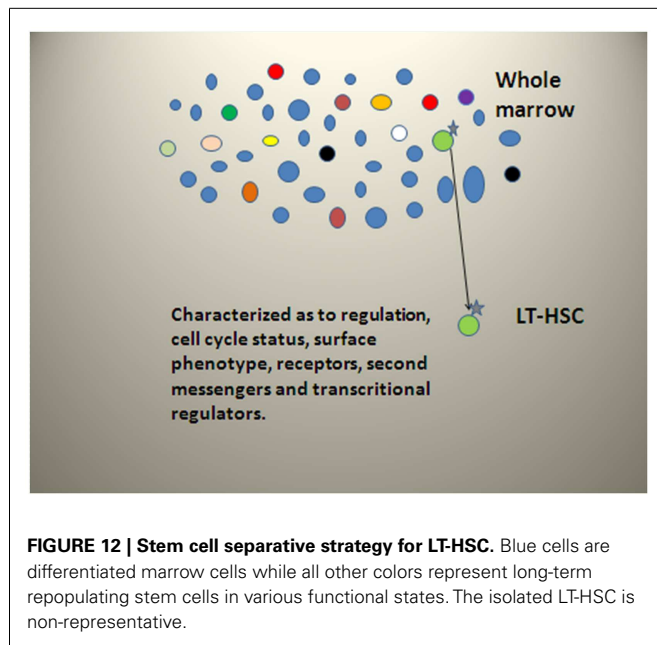 Whole
marrow
Characterized as to regulation,
cell cycle status, surface
phenotype, receptors, second
messengers and transcritional
regulators.
LT-HSC
FIGURE 12 | Stem cell separative strategy for LT-HSC. Blue cells are
differentiated marrow cells while all other colors represent long-term
repopulating stem cells in various functional states. The isolated LT-HSC is
non-representative.